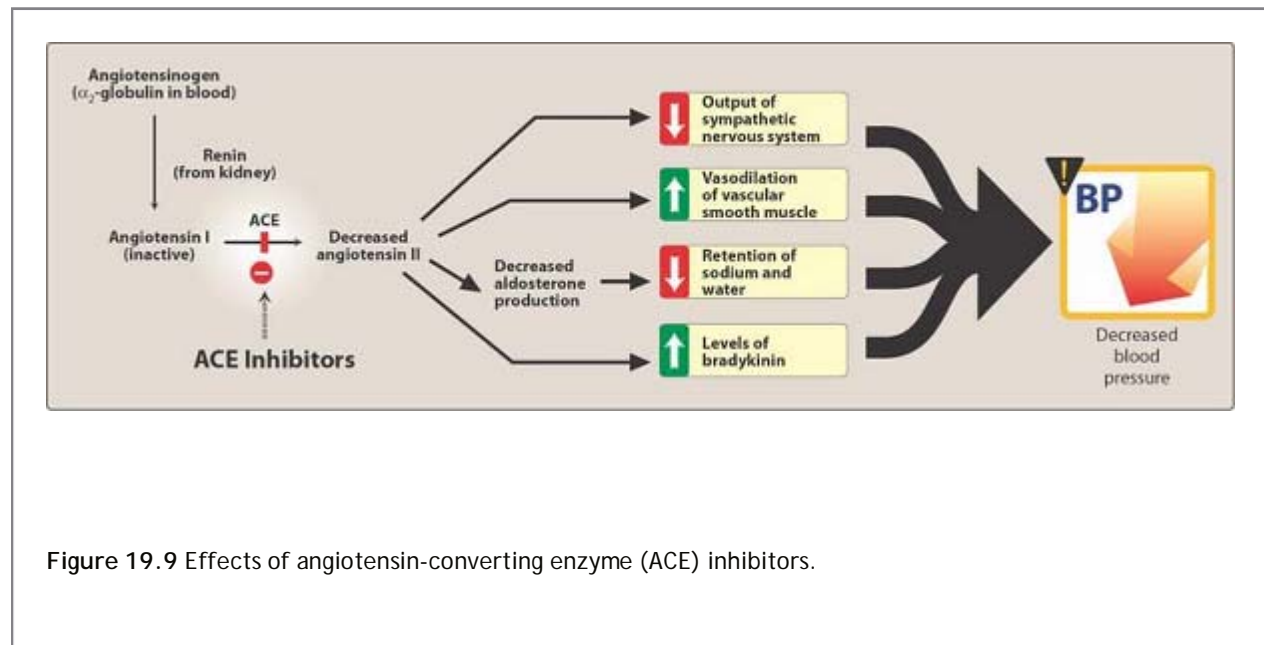 Angiotensinogen
(α₂-globulin in blood)
Renin
(from kidney)
ACE
Angiotensin I
(inactive)
Decreased
angiotensin II
ACE Inhibitors
Decreased
aldosterone
production
Output of
sympathetic
nervous system
Vasodilation
of vascular
smooth muscle
Retention of
sodium and
water
Levels of
bradykinin
!
BP
Decreased
blood
pressure
Figure 19.9 Effects of angiotensin-converting enzyme (ACE) inhibitors.